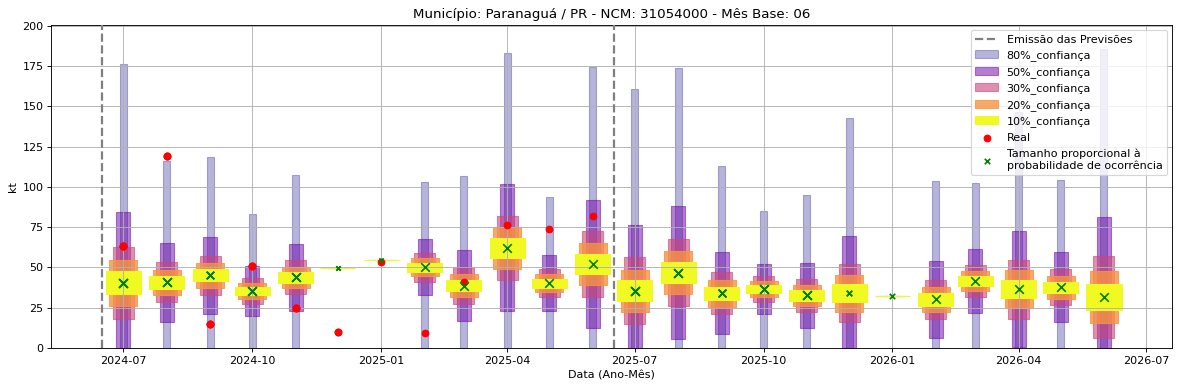 Município: Paranaguá / PR - NCM: 31054000 - Mês Base: 06
200
175
150
125
100
75
50
25
0
kt
Emissão das Previsões
80%_confiança
50%_confiança
30%_confiança
20%_confiança
10%_confiança
Real
Tamanho proporcional à
probabilidade de ocorrência
2024-07
2024-10
2025-01
2025-04
2025-07
2025-10
2026-01
2026-04
2026-07
Data (Ano-Mês)